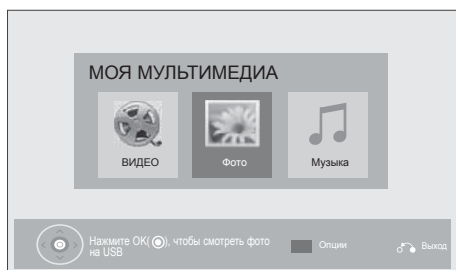 МОЯ МУЛЬТИМЕДИА
ВИДЕО
Фото
Музыка
Нажмите OK(◉), чтобы смотреть фото
на USB
Опции
Выход